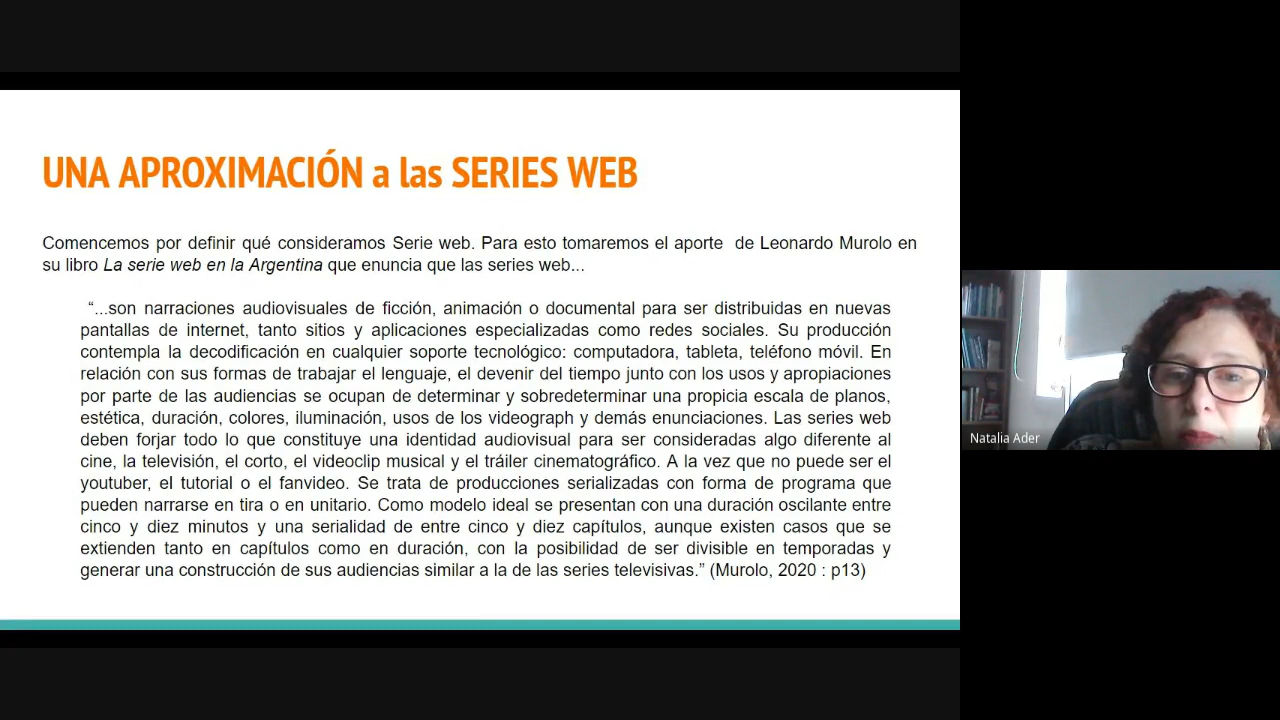 UNA APROXIMACIÓN a las SERIES WEB
Comencemos por definir qué consideramos Serie web. Para esto tomaremos el aporte de Leonardo Murolo en
su libro La serie web en la Argentina que enuncia que las series web...
“...son narraciones audiovisuales de ficción, animación o documental para ser distribuidas en nuevas
pantallas de internet, tanto sitios y aplicaciones especializadas como redes sociales. Su producción
contempla la decodificación en cualquier soporte tecnológico: computadora, tableta, teléfono móvil. En
relación con sus formas de trabajar el lenguaje, el devenir del tiempo junto con los usos y apropiaciones
por parte de las audiencias se ocupan de determinar y sobredeterminar una propicia escala de planos,
estética, duración, colores, iluminación, usos de los videograph y demás enunciaciones. Las series web
deben forjar todo lo que constituye una identidad audiovisual para ser consideradas algo diferente al
cine, la televisión, el corto, el videoclip musical y el tráiler cinematográfico. A la vez que no puede ser el
youtuber, el tutorial o el fanvideo. Se trata de producciones serializadas con forma de programa que
pueden narrarse en tira o en unitario. Como modelo ideal se presentan con una duración oscilante entre
cinco y diez minutos y una serialidad de entre cinco y diez capítulos, aunque existen casos que se
extienden tanto en capítulos como en duración, con la posibilidad de ser divisible en temporadas y
generar una construcción de sus audiencias similar a la de las series televisivas.” (Murolo, 2020 : p13)
Natalia Ader